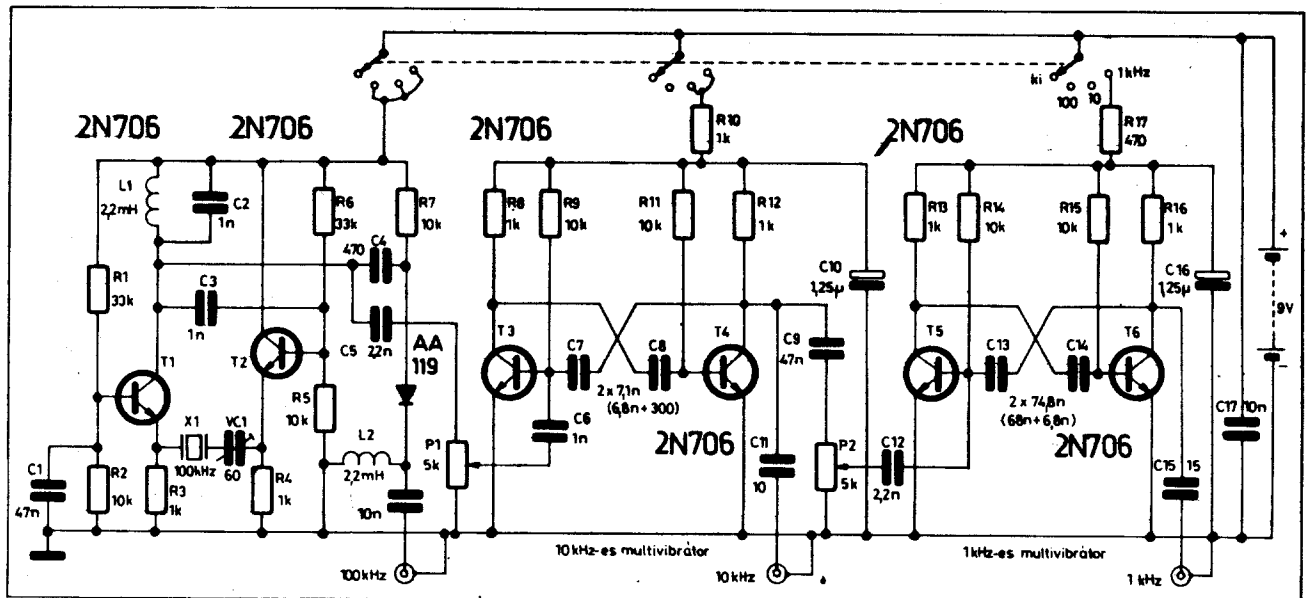 ki
100
10
1kHz
2N706
2N706
2N706
2N706
R10
1k
R17
470
L1
2,2mH
C2
1n
R6
33k
R7
10k
R8
1k
R9
10k
R11
10k
R12
1k
R13
1k
R14
10k
R15
10k
R16
1k
+
9V
-
R1
33k
C3
1n
470
C4
C5
22n
AA
119
C10
1,25µ
C16
1,25µ
T1
T2
T3
C7
C8
T4
C9
47n
T5
C13
C14
T6
2 x 7,1n
(6,8n + 300)
2 x 74,8n
(68n + 6,8n)
R5
10k
C6
1n
2N706
2N706
C17
10n
X1
100kHz
VC1
60
L2
2,2mH
P1
5k
C11
10
P2
5k
C12
2,2n
C15
15
C1
47n
R2
10k
R3
1k
R4
1k
10n
10kHz-es multivibrátor
1kHz-es multivibrátor
100kHz
10kHz
1kHz